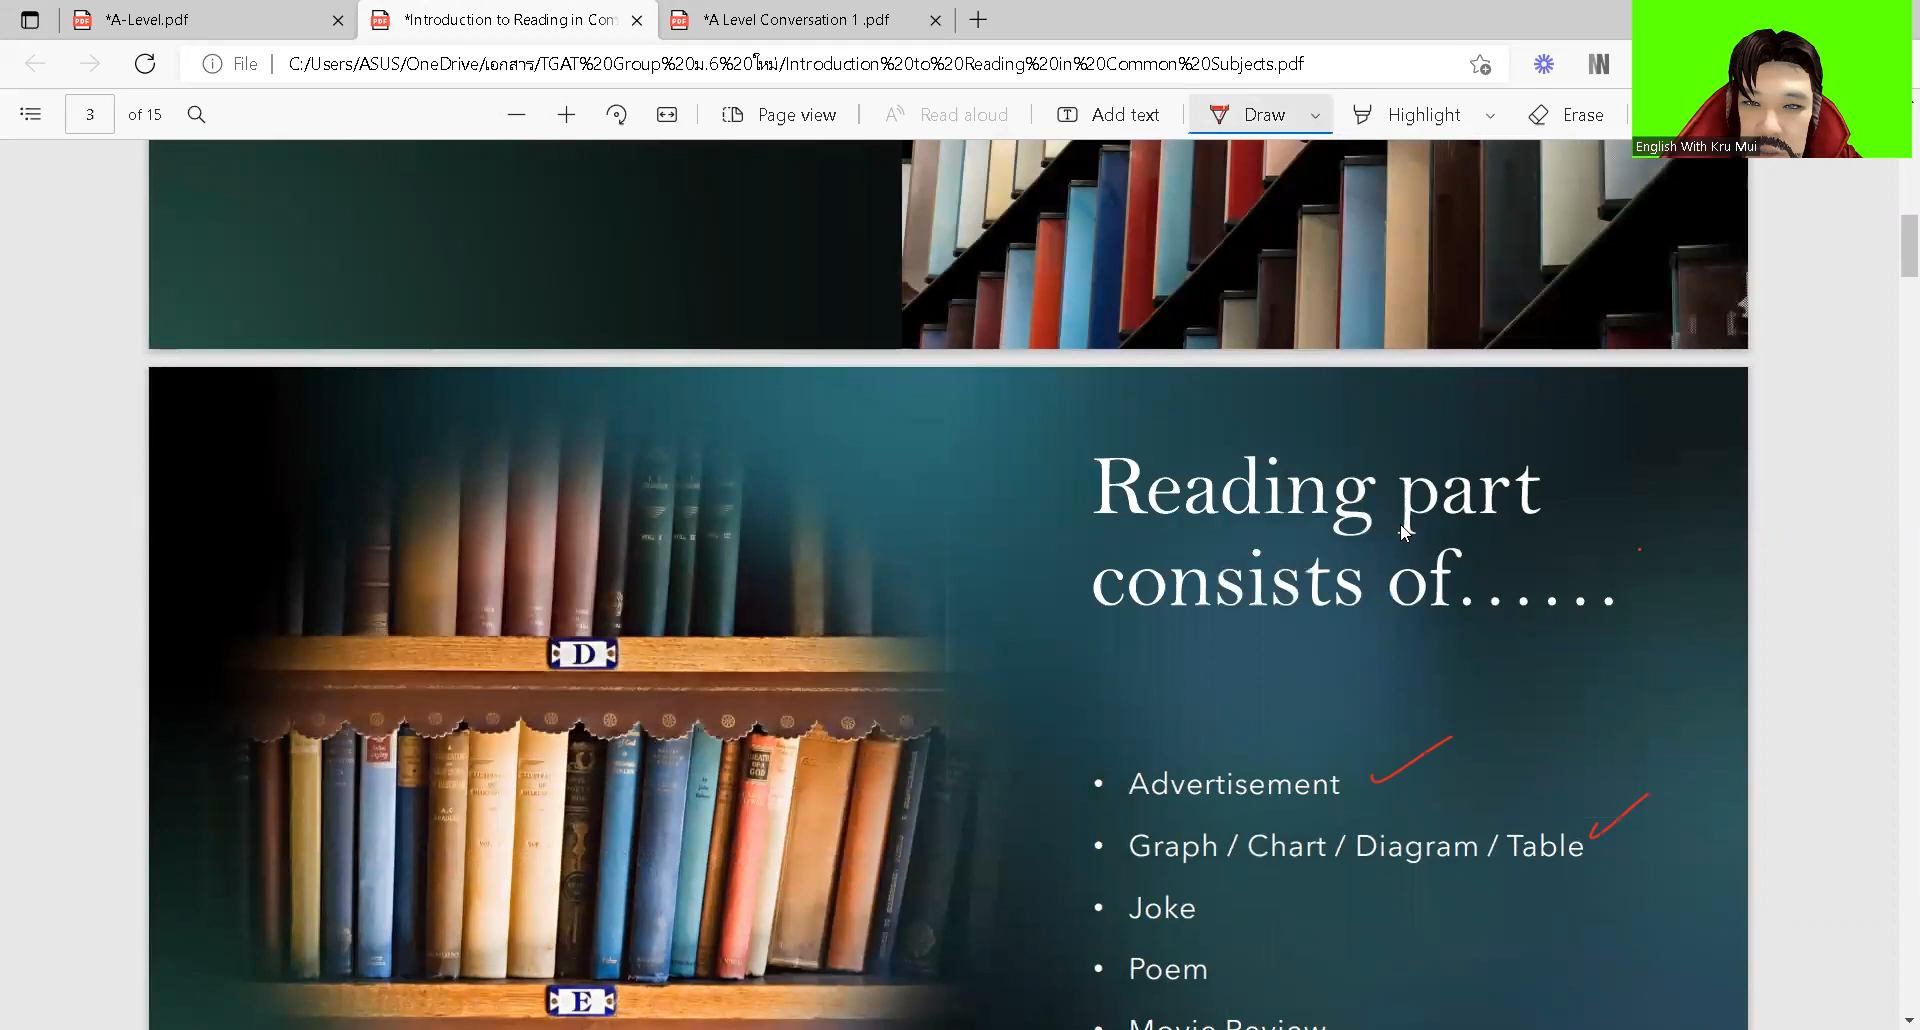 *A-Level.pdf
*Introduction to Reading in Com
*A Level Conversation 1 .pdf
File
C:/Users/ASUS/OneDrive/เอกสาร/TGAT%20Group%20ม.6%20ใหม่/Introduction%20to%20Reading%20in%20Common%20Subjects.pdf
3 of 15
Page view
Read aloud
Add text
Draw
Highlight
Erase
English With Kru Mui
Reading part
consists of......
D
• Advertisement
• Graph / Chart / Diagram / Table
• Joke
• Poem
E
• Movie Review